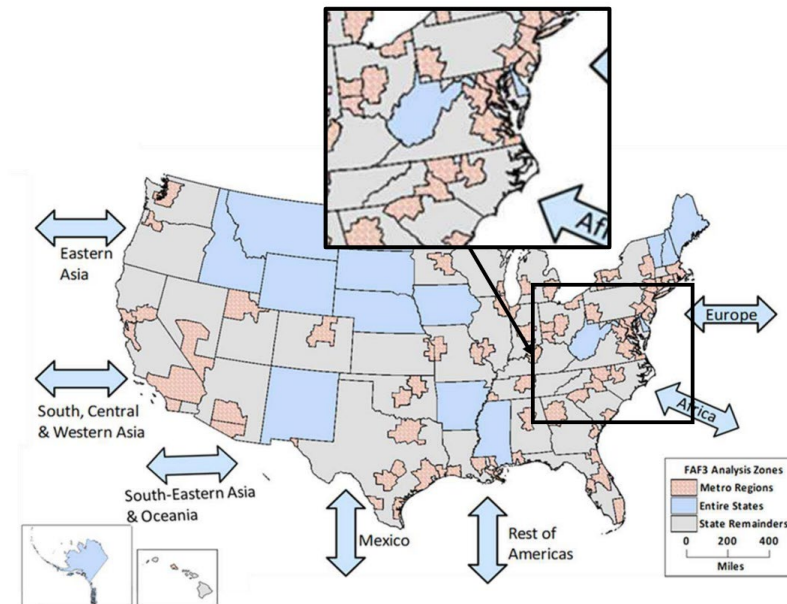 Afri
Eastern
Asia
Europe
South, Central
& Western Asia
Africa
South-Eastern Asia
& Oceania
Mexico
Rest of
Americas
FAF3 Analysis Zones
Metro Regions
Entire States
State Remainders
0 200 400
Miles